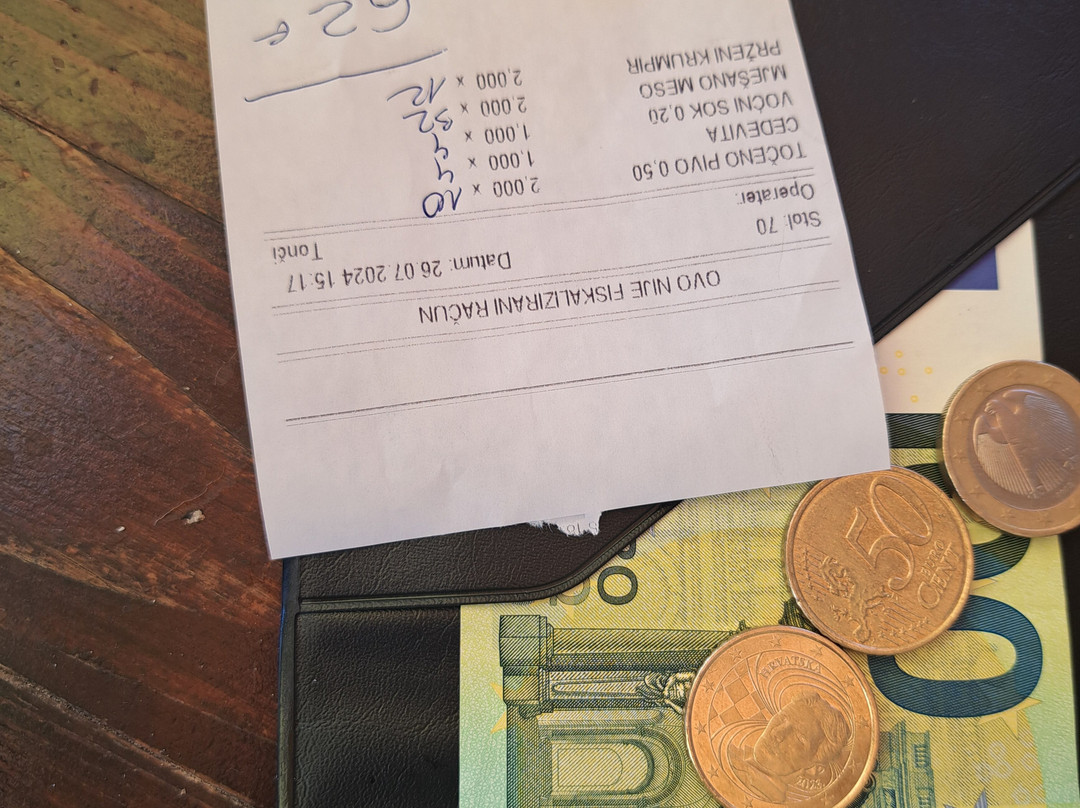 OVO NIJE FISKALIZIRANI RAČUN
Stol: 70 Datum: 26.07.2024 15:17
Operater: Tonči
TOČENO PIVO 0,50 2,000 x 10
CEDEVITA 1,000 x 4
VOČNI SOK 0,20 1,000 x 4
MJEŠANO MESO 2,000 x 32
PRŽENI KRUMPIR 2,000 x 12
62 €
50
EURO
CENT
HRVATSKA
2023